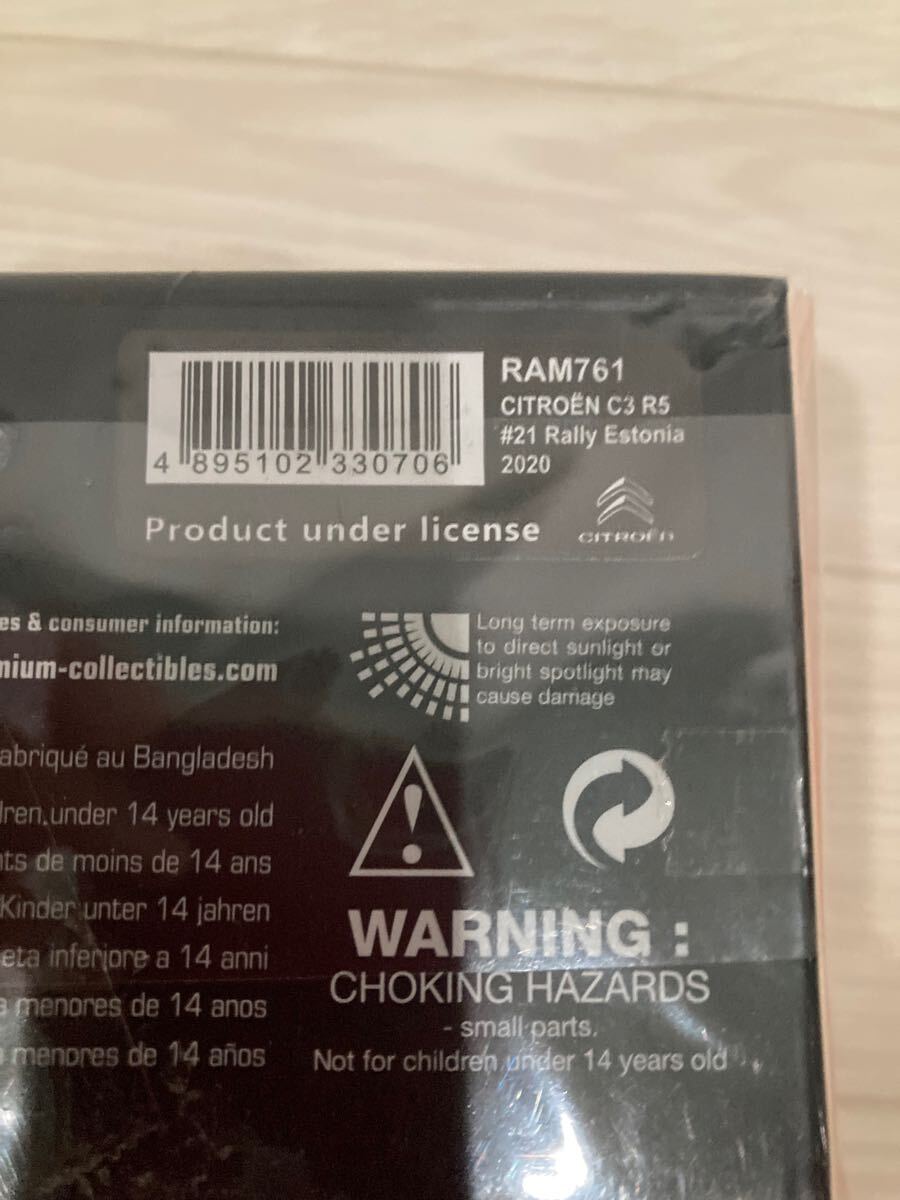 RAM761
CITROËN C3 R5
#21 Rally Estonia
2020
4 895102 330706
Product under license
CITROËN
es & consumer information:
mium-collectibles.com
Long term exposure
to direct sunlight or
bright spotlight may
cause damage
abriqué au Bangladesh
dren under 14 years old
nts de moins de 14 ans
Kinder unter 14 jahren
eta inferiore a 14 anni
menores de 14 anos
menores de 14 años
WARNING :
CHOKING HAZARDS
- small parts.
Not for children under 14 years old